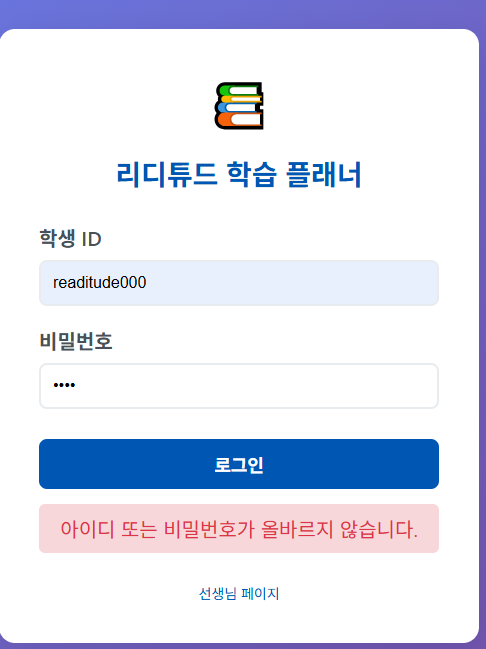 리디튜드 학습 플래너
학생 ID
readitude000
비밀번호
••••
로그인
아이디 또는 비밀번호가 올바르지 않습니다.
선생님 페이지